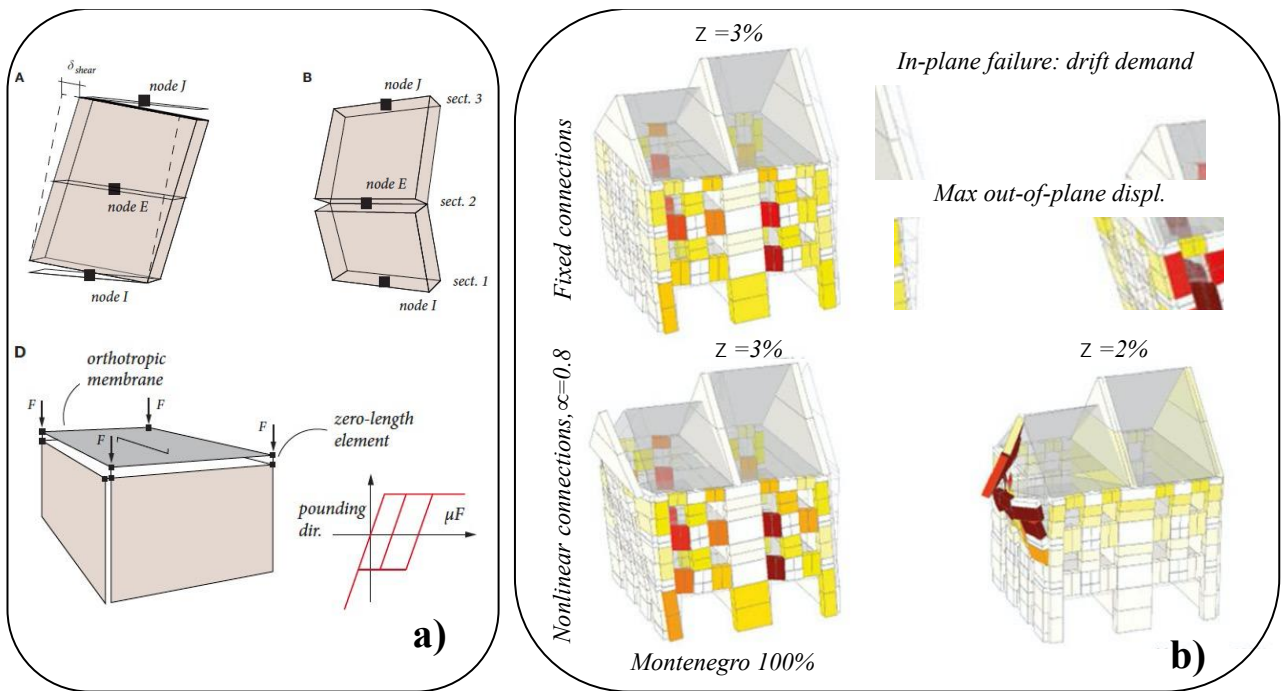 A
δshear
node J
node E
node I
B
node J
sect. 3
node E
sect. 2
sect. 1
node I
D
orthotropic
membrane
F
F
F
F
zero-length
element
pounding
dir.
μF
a)
Z =3%
In-plane failure: drift demand
Fixed connections
Max out-of-plane displ.
Z =3%
Z =2%
Nonlinear connections, ∝=0.8
Montenegro 100%
b)